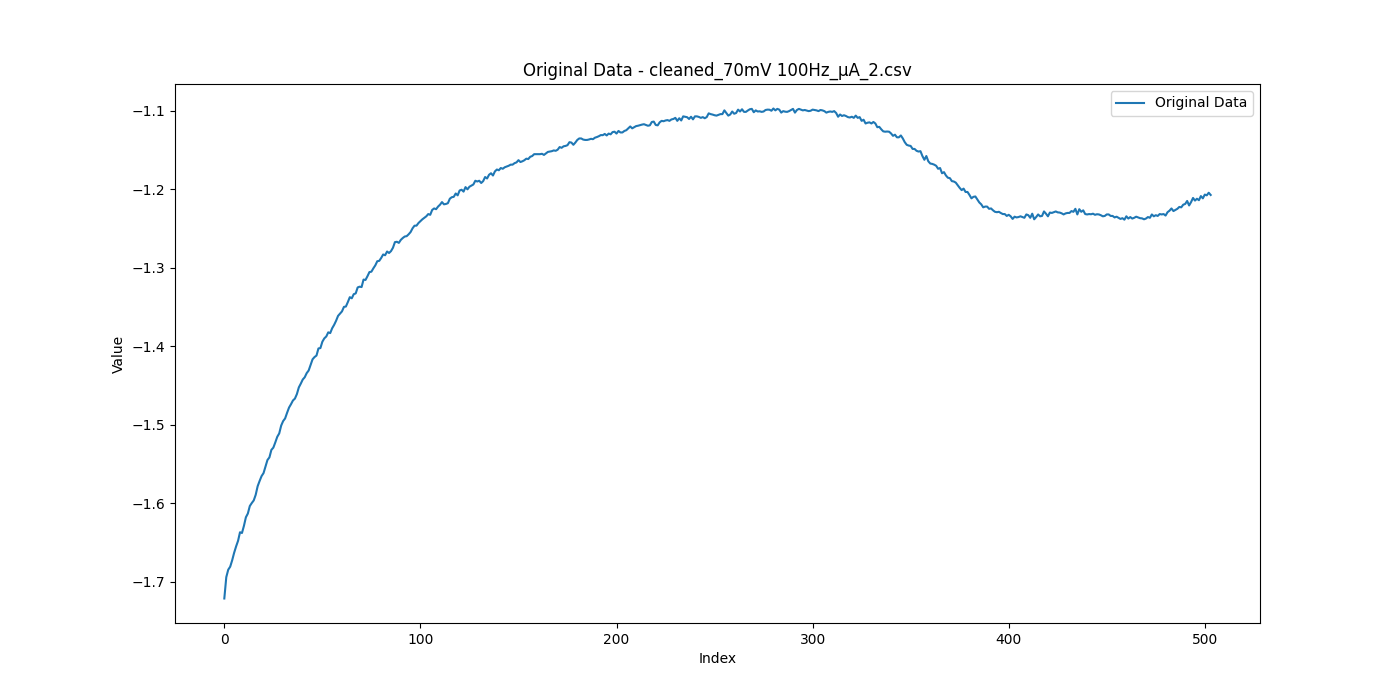 Original Data - cleaned_70mV 100Hz_µA_2.csv
Original Data
−1.1
−1.2
−1.3
−1.4
−1.5
−1.6
−1.7
Value
0 100 200 300 400 500
Index